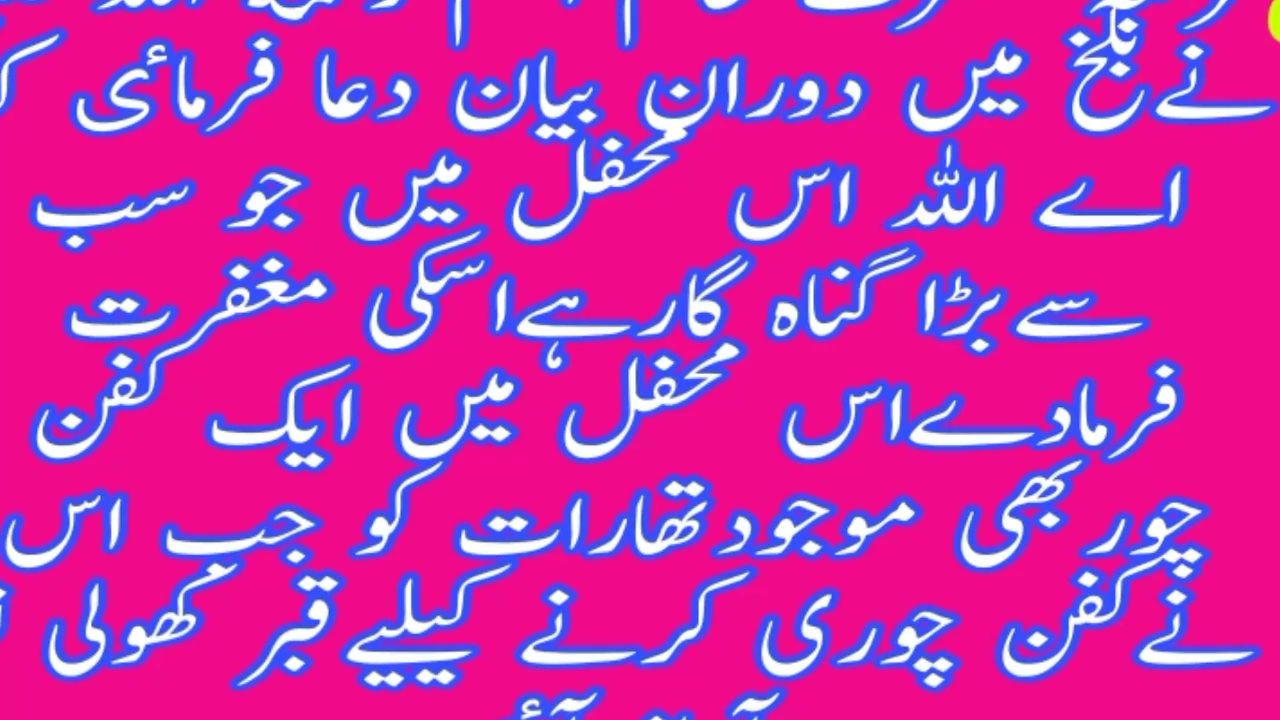 نے بلخ میں دوران بیان دعا فرمائی
اے اللہ اس محفل میں جو سب
سے بڑا گناہ گار ہے اسکی مغفرت
فرمادے اس محفل میں ایک کفن
چور بھی موجود تھا رات کو جب اس
نے کفن چوری کرنے کیلیے قبر کھولی